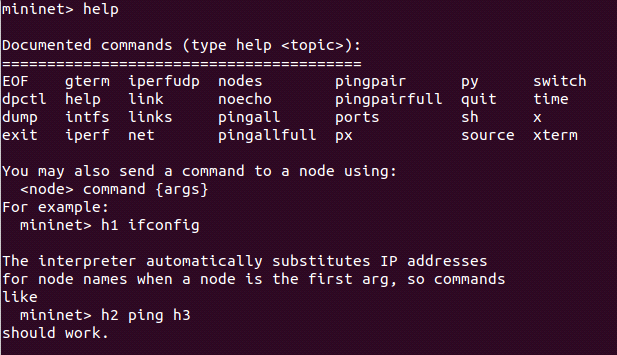 mininet> help
Documented commands (type help <topic>):
========================================
EOF    gterm  iperfudp  nodes        pingpair      py      switch
dpctl  help   link      noecho       pingpairfull  quit    time
dump   intfs  links     pingall      ports         sh      x
exit   iperf  net       pingallfull  px            source  xterm
You may also send a command to a node using:
  <node> command {args}
For example:
  mininet> h1 ifconfig
The interpreter automatically substitutes IP addresses
for node names when a node is the first arg, so commands
like
  mininet> h2 ping h3
should work.